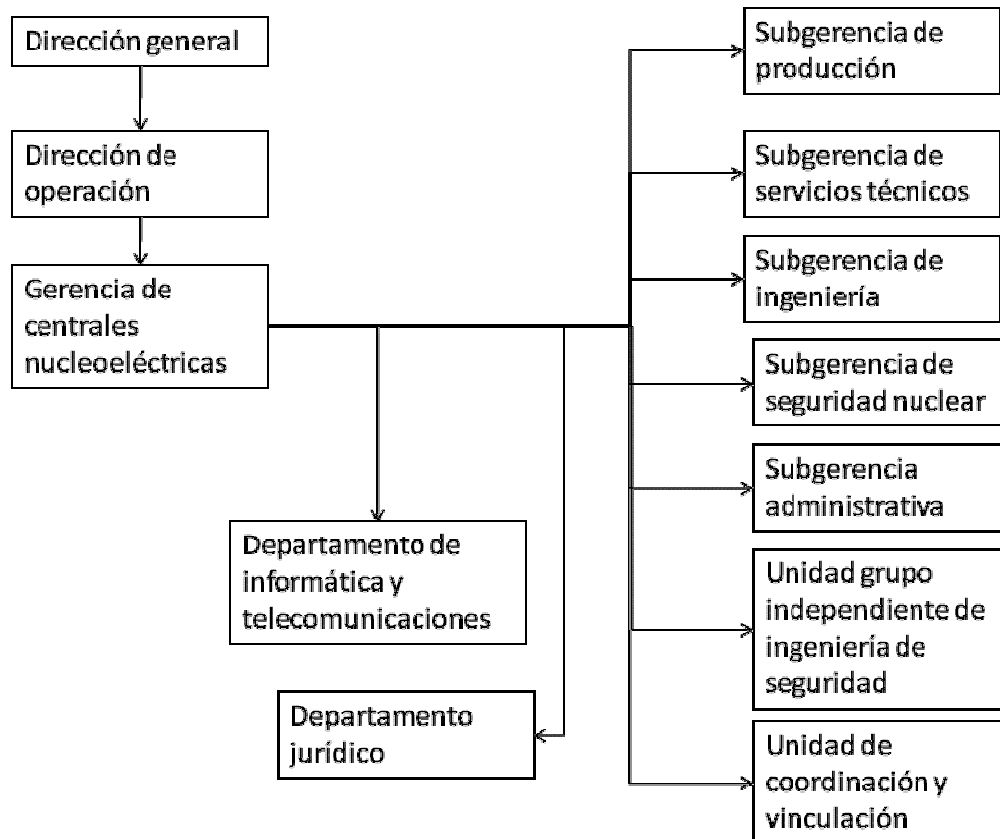 Dirección general
Dirección de
operación
Gerencia de
centrales
nucleoeléctricas
Departamento de
informática y
telecomunicaciones
Departamento
jurídico
Subgerencia de
producción
Subgerencia de
servicios técnicos
Subgerencia de
ingeniería
Subgerencia de
seguridad nuclear
Subgerencia
administrativa
Unidad grupo
independiente de
ingeniería de
seguridad
Unidad de
coordinación y
vinculación